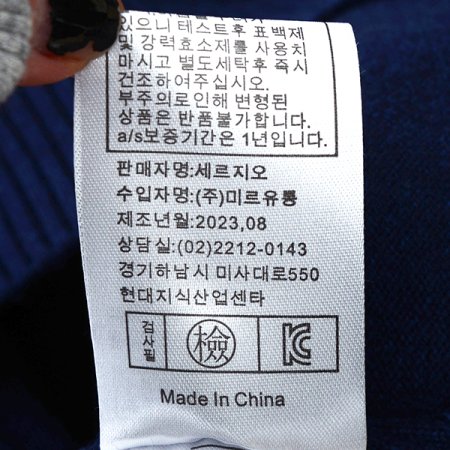 있으니 테스트후 표백제
및 강력효소제를 사용치
마시고 별도세탁후 즉시
건조하여주십시오.
부주의로인해 변형된
상품은 반품불가합니다.
a/s보증기간은 1년입니다.
판매자명:세르지오
수입자명:(주)미르유통
제조년월:2023,08
상담실:(02)2212-0143
경기하남시 미사대로550
현대지식산업센타
검사필
檢
KC
Made In China